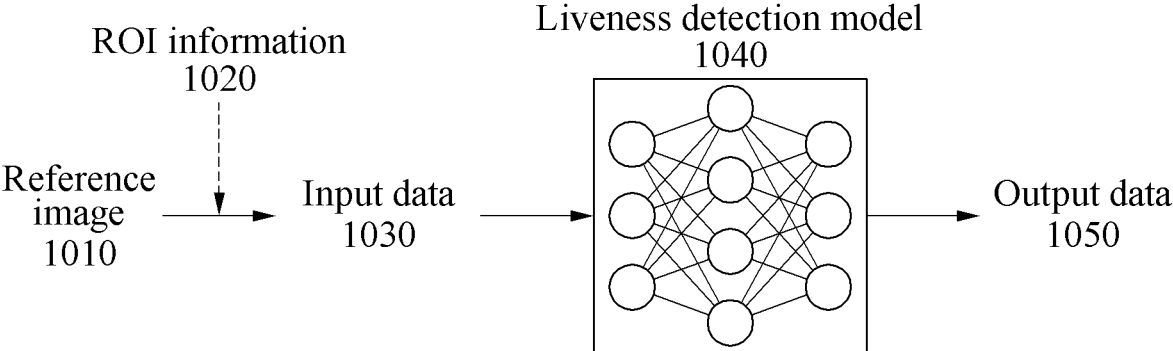 Liveness detection model
1040
ROI information
1020
Reference
image
1010
Input data
1030
Output data
1050